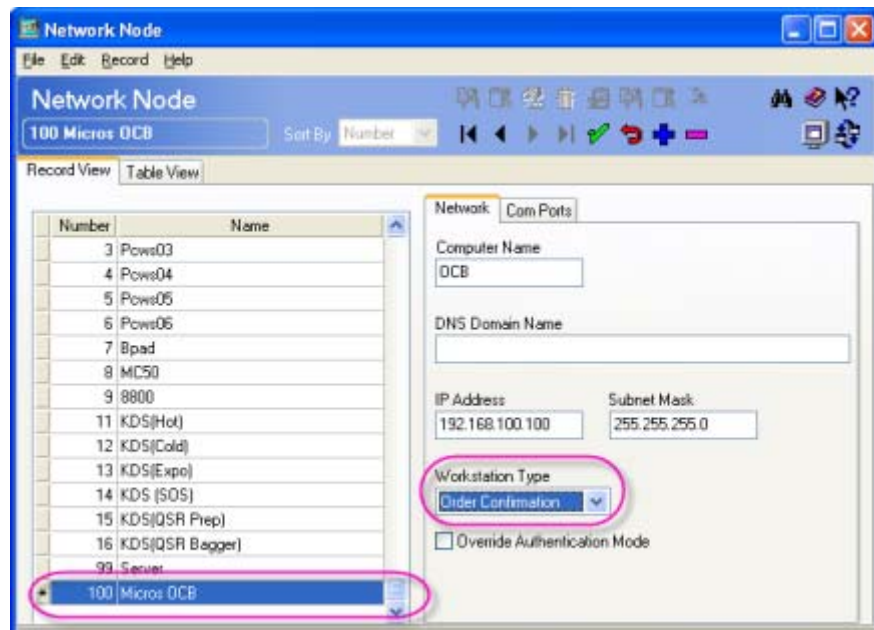 Network Node
File Edit Record Help
Network Node
100 Micros OCB
Sort By Number
Record View Table View
Number Name
3 Pcws03
4 Pcws04
5 Pcws05
6 Pcws06
7 Bpad
8 MC50
9 8800
11 KDS(Hot)
12 KDS(Cold)
13 KDS(Expo)
14 KDS (SOS)
15 KDS(QSR Prep)
16 KDS(QSR Bagger)
99 Server
100 Micros OCB
Network Com Ports
Computer Name
OCB
DNS Domain Name
IP Address Subnet Mask
192.168.100.100 255.255.255.0
Workstation Type
Order Confirmation
Override Authentication Mode